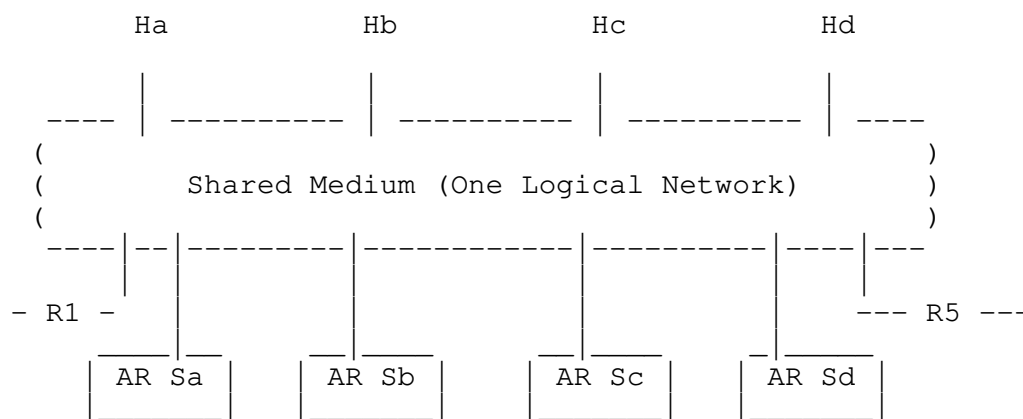 Ha Hb Hc Hd
Shared Medium (One Logical Network)
R1 R5
AR Sa AR Sb AR Sc AR Sd